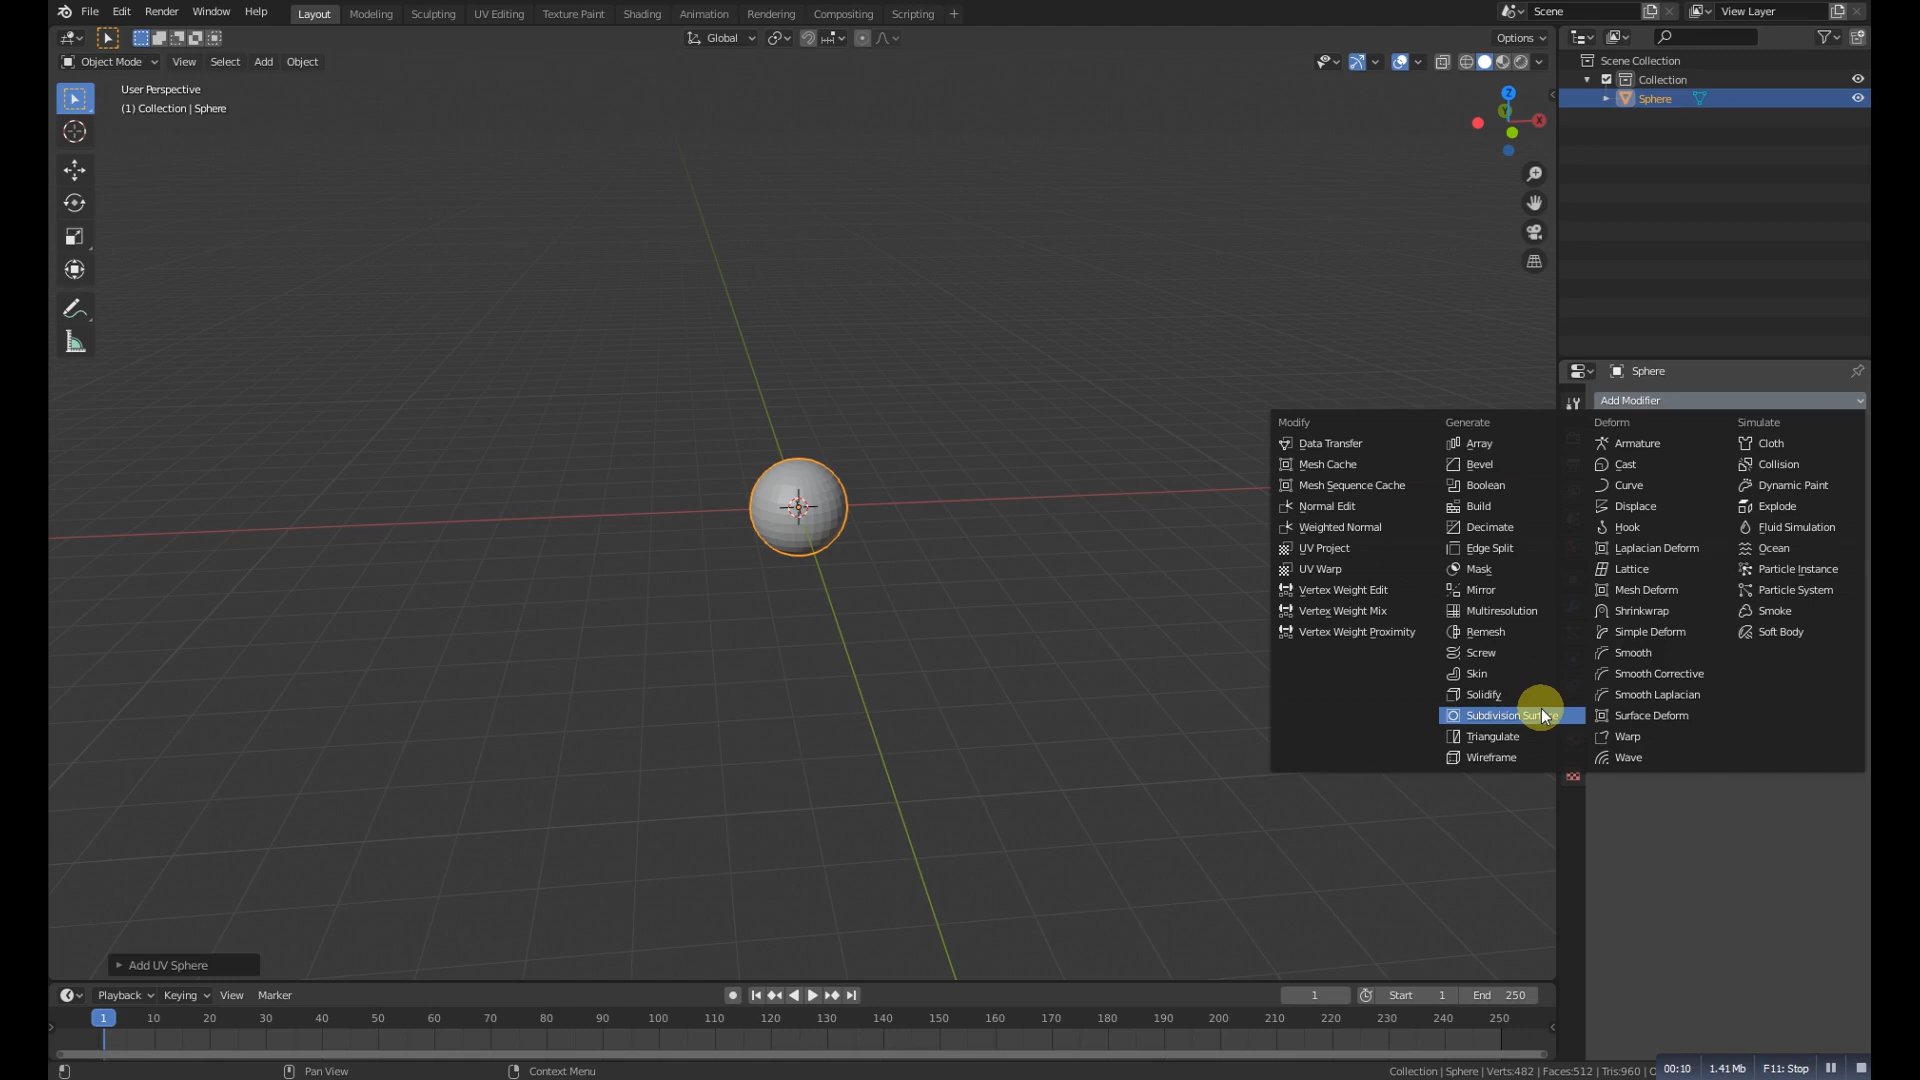 File Edit Render Window Help Layout Modeling Sculpting UV Editing Texture Paint Shading Animation Rendering Compositing Scripting + Scene View Layer
Global Options
Object Mode View Select Add Object
User Perspective
(1) Collection | Sphere
Z
Y
X
Scene Collection
Collection
Sphere
Sphere
Add Modifier
Modify
Data Transfer
Mesh Cache
Mesh Sequence Cache
Normal Edit
Weighted Normal
UV Project
UV Warp
Vertex Weight Edit
Vertex Weight Mix
Vertex Weight Proximity
Generate
Array
Bevel
Boolean
Build
Decimate
Edge Split
Mask
Mirror
Multiresolution
Remesh
Screw
Skin
Solidify
Subdivision Surface
Triangulate
Wireframe
Deform
Armature
Cast
Curve
Displace
Hook
Laplacian Deform
Lattice
Mesh Deform
Shrinkwrap
Simple Deform
Smooth
Smooth Corrective
Smooth Laplacian
Surface Deform
Warp
Wave
Simulate
Cloth
Collision
Dynamic Paint
Explode
Fluid Simulation
Ocean
Particle Instance
Particle System
Smoke
Soft Body
Add UV Sphere
Playback Keying View Marker 1 Start 1 End 250
1 10 20 30 40 50 60 70 80 90 100 110 120 130 140 150 160 170 180 190 200 210 220 230 240 250
Pan View Context Menu Collection | Sphere | Verts:482 | Faces:512 | Tris:960 | O 00:10 1.41Mb F11: Stop